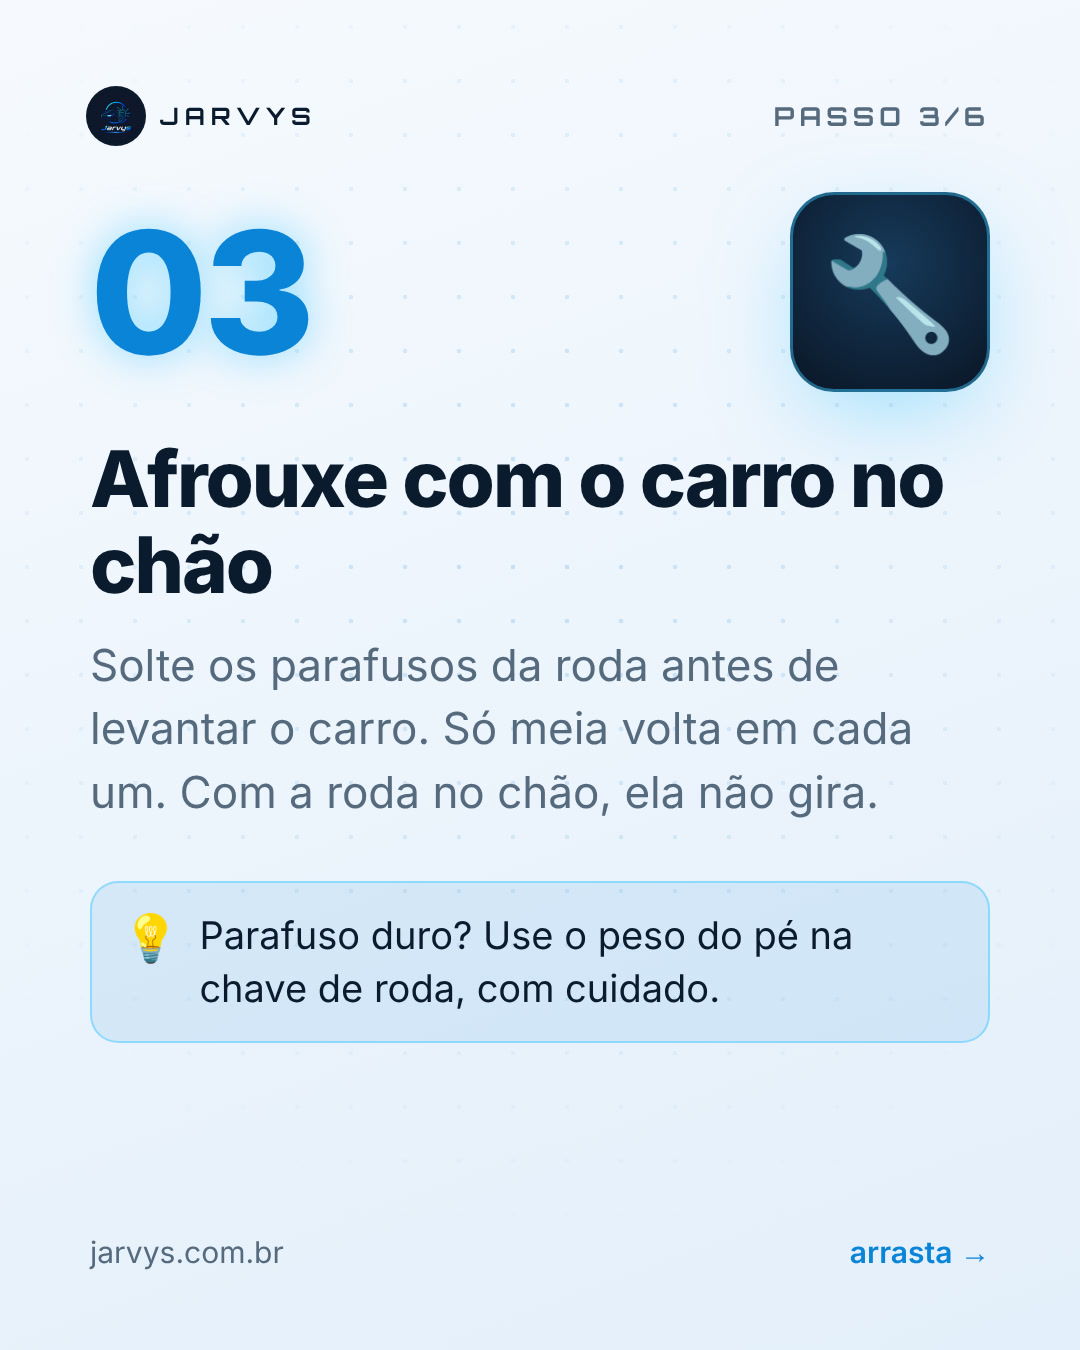 Jarvys
JARVYS
PASSO 3/6
03
Afrouxe com o carro no
chão
Solte os parafusos da roda antes de
levantar o carro. Só meia volta em cada
um. Com a roda no chão, ela não gira.
Parafuso duro? Use o peso do pé na
chave de roda, com cuidado.
jarvys.com.br
arrasta →